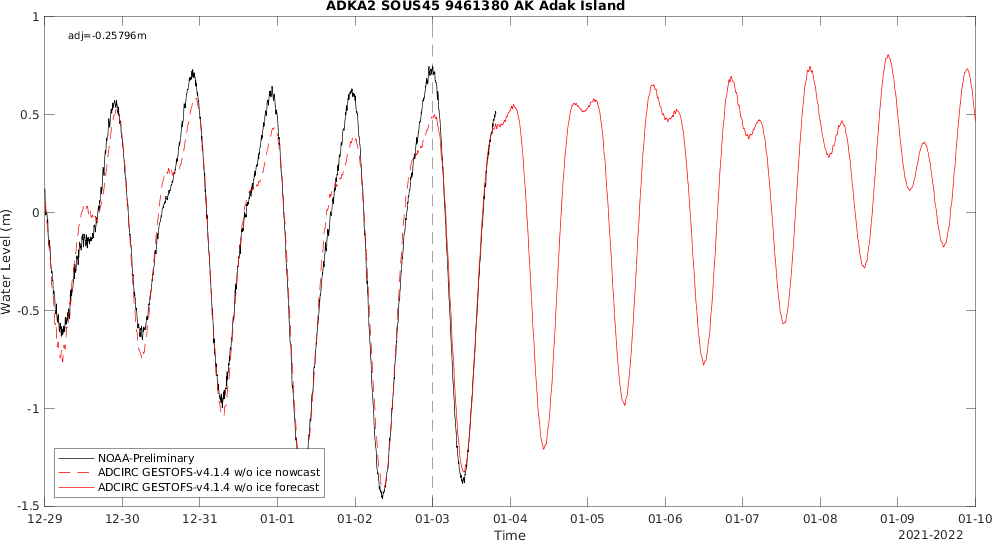 ADKA2 SOUS45 9461380 AK Adak Island
adj=-0.25796m
1
0.5
0
-0.5
-1
-1.5
Water Level (m)
NOAA-Preliminary
ADCIRC GESTOFS-v4.1.4 w/o ice nowcast
ADCIRC GESTOFS-v4.1.4 w/o ice forecast
12-29 12-30 12-31 01-01 01-02 01-03 01-04 01-05 01-06 01-07 01-08 01-09 01-10
Time
2021-2022